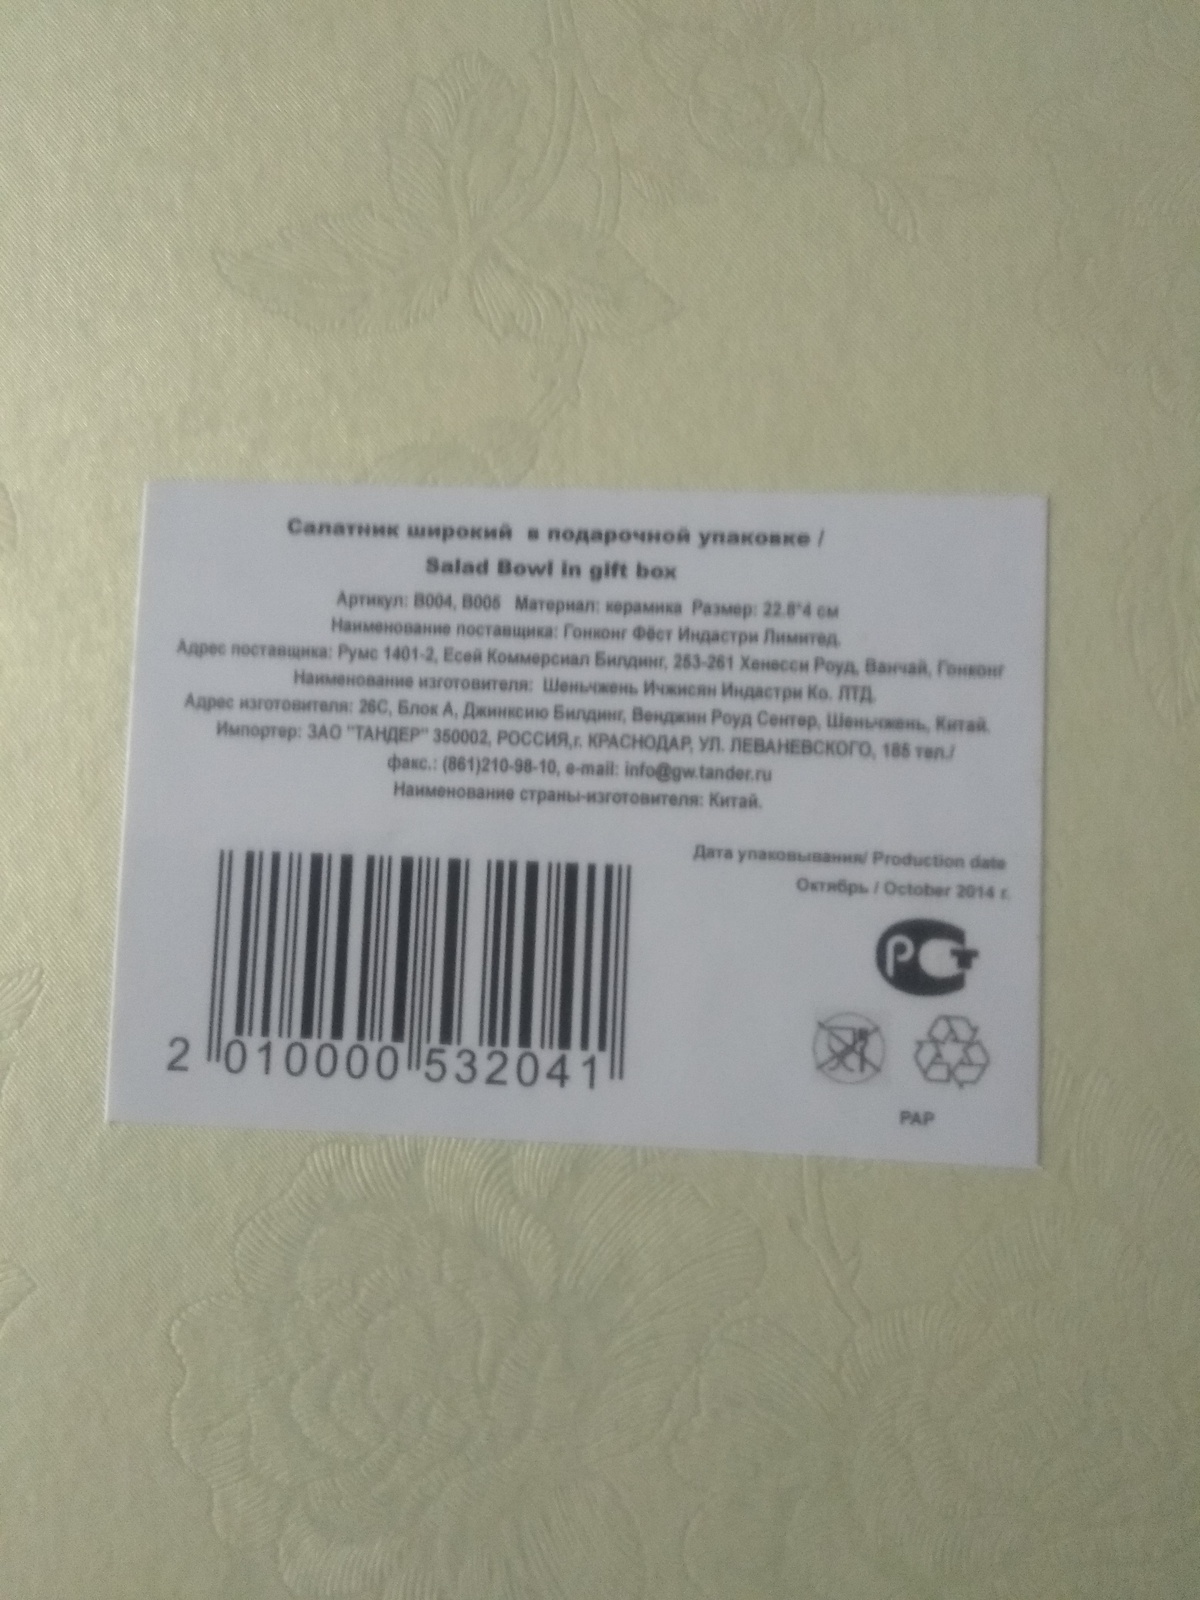 Салатник широкий в подарочной упаковке /
Salad Bowl in gift box
Артикул: B004, B005 Материал: керамика Размер: 22.8*4 см
Наименование поставщика: Гонконг Фёст Индастри Лимитед.
Адрес поставщика: Румс 1401-2, Есей Коммерсиал Билдинг, 253-261 Хенесси Роуд, Ванчай, Гонконг
Наименование изготовителя: Шеньчжень Ичжисян Индастри Ко. ЛТД.
Адрес изготовителя: 26С, Блок А, Джинксию Билдинг, Венджин Роуд Сентер, Шеньчжень, Китай.
Импортер: ЗАО "ТАНДЕР" 350002, РОССИЯ,г. КРАСНОДАР, УЛ. ЛЕВАНЕВСКОГО, 185 тел./
факс.: (861)210-98-10, e-mail: info@gw.tander.ru
Наименование страны-изготовителя: Китай.
Дата упаковывания/ Production date
Октябрь / October 2014 г.
РСТ
2 010000 532041
PAP